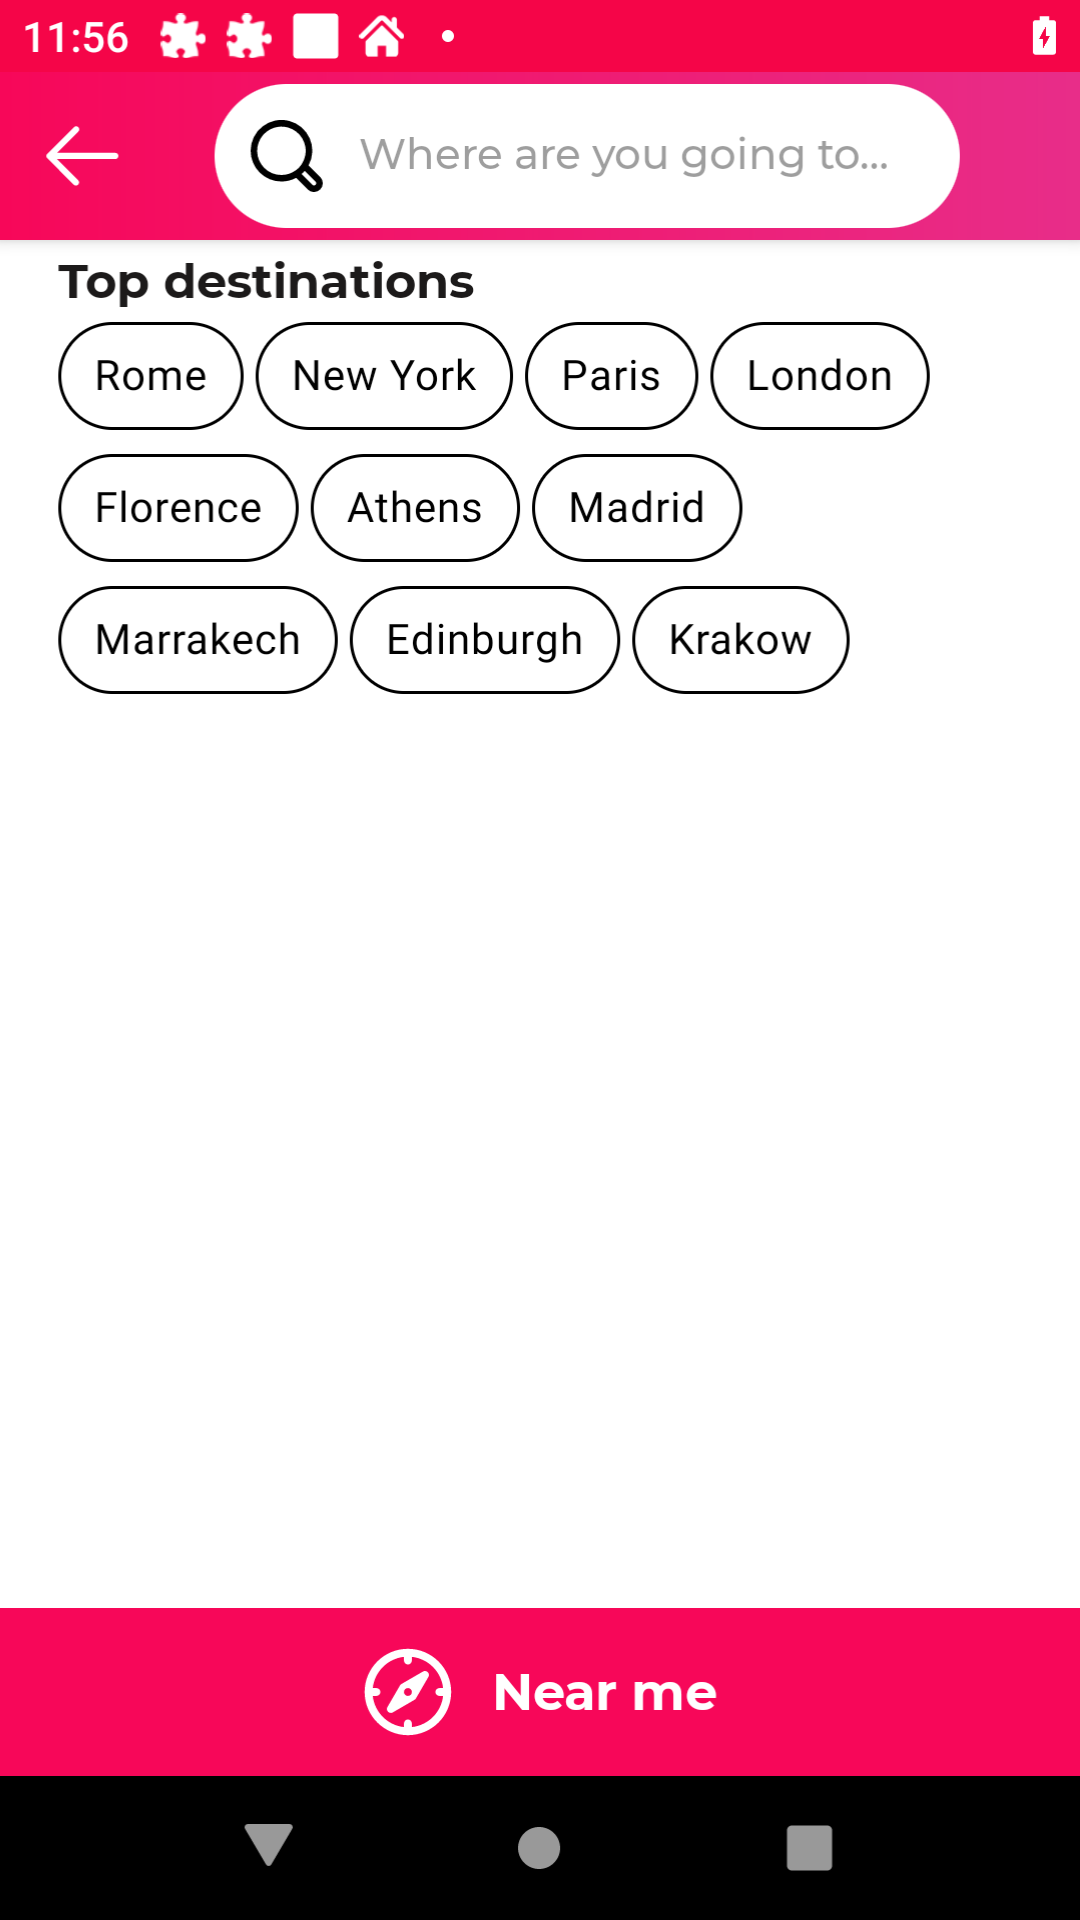 11:56
Where are you going to...
Top destinations
Rome New York Paris London
Florence Athens Madrid
Marrakech Edinburgh Krakow
Near me